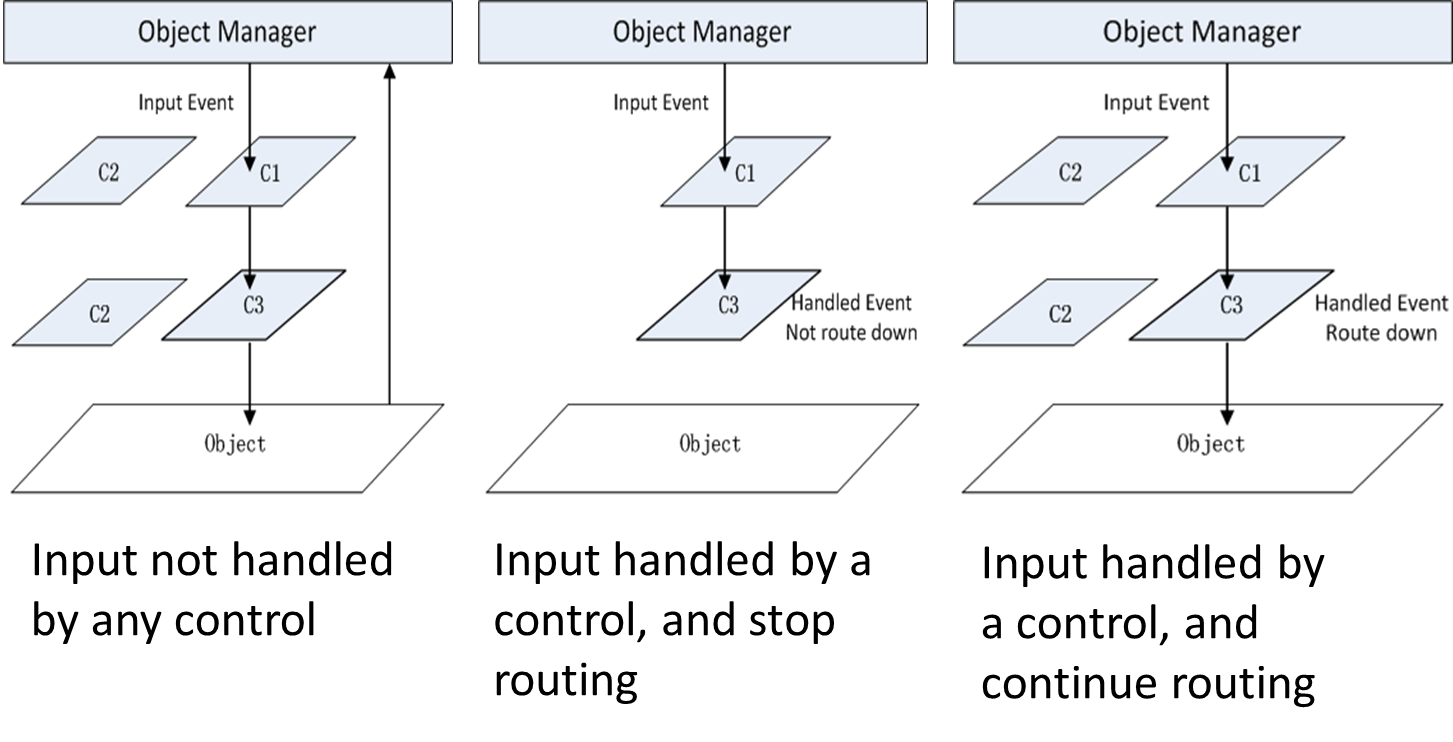 Object Manager
Input Event
C2
C1
C2
C3
Object
Input not handled
by any control
Object Manager
Input Event
C1
C3
Handled Event
Not route down
Object
Input handled by a
control, and stop
routing
Object Manager
Input Event
C2
C1
C2
C3
Handled Event
Route down
Object
Input handled by
a control, and
continue routing